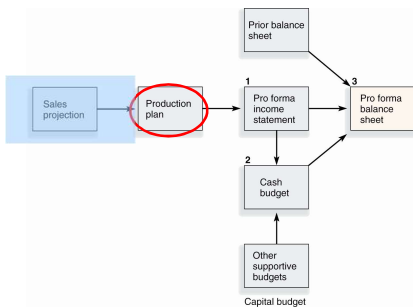 Prior balance
sheet
1
3
Sales
projection
Production
plan
Pro forma
income
statement
Pro forma
balance
sheet
2
Cash
budget
Other
supportive
budgets
Capital budget